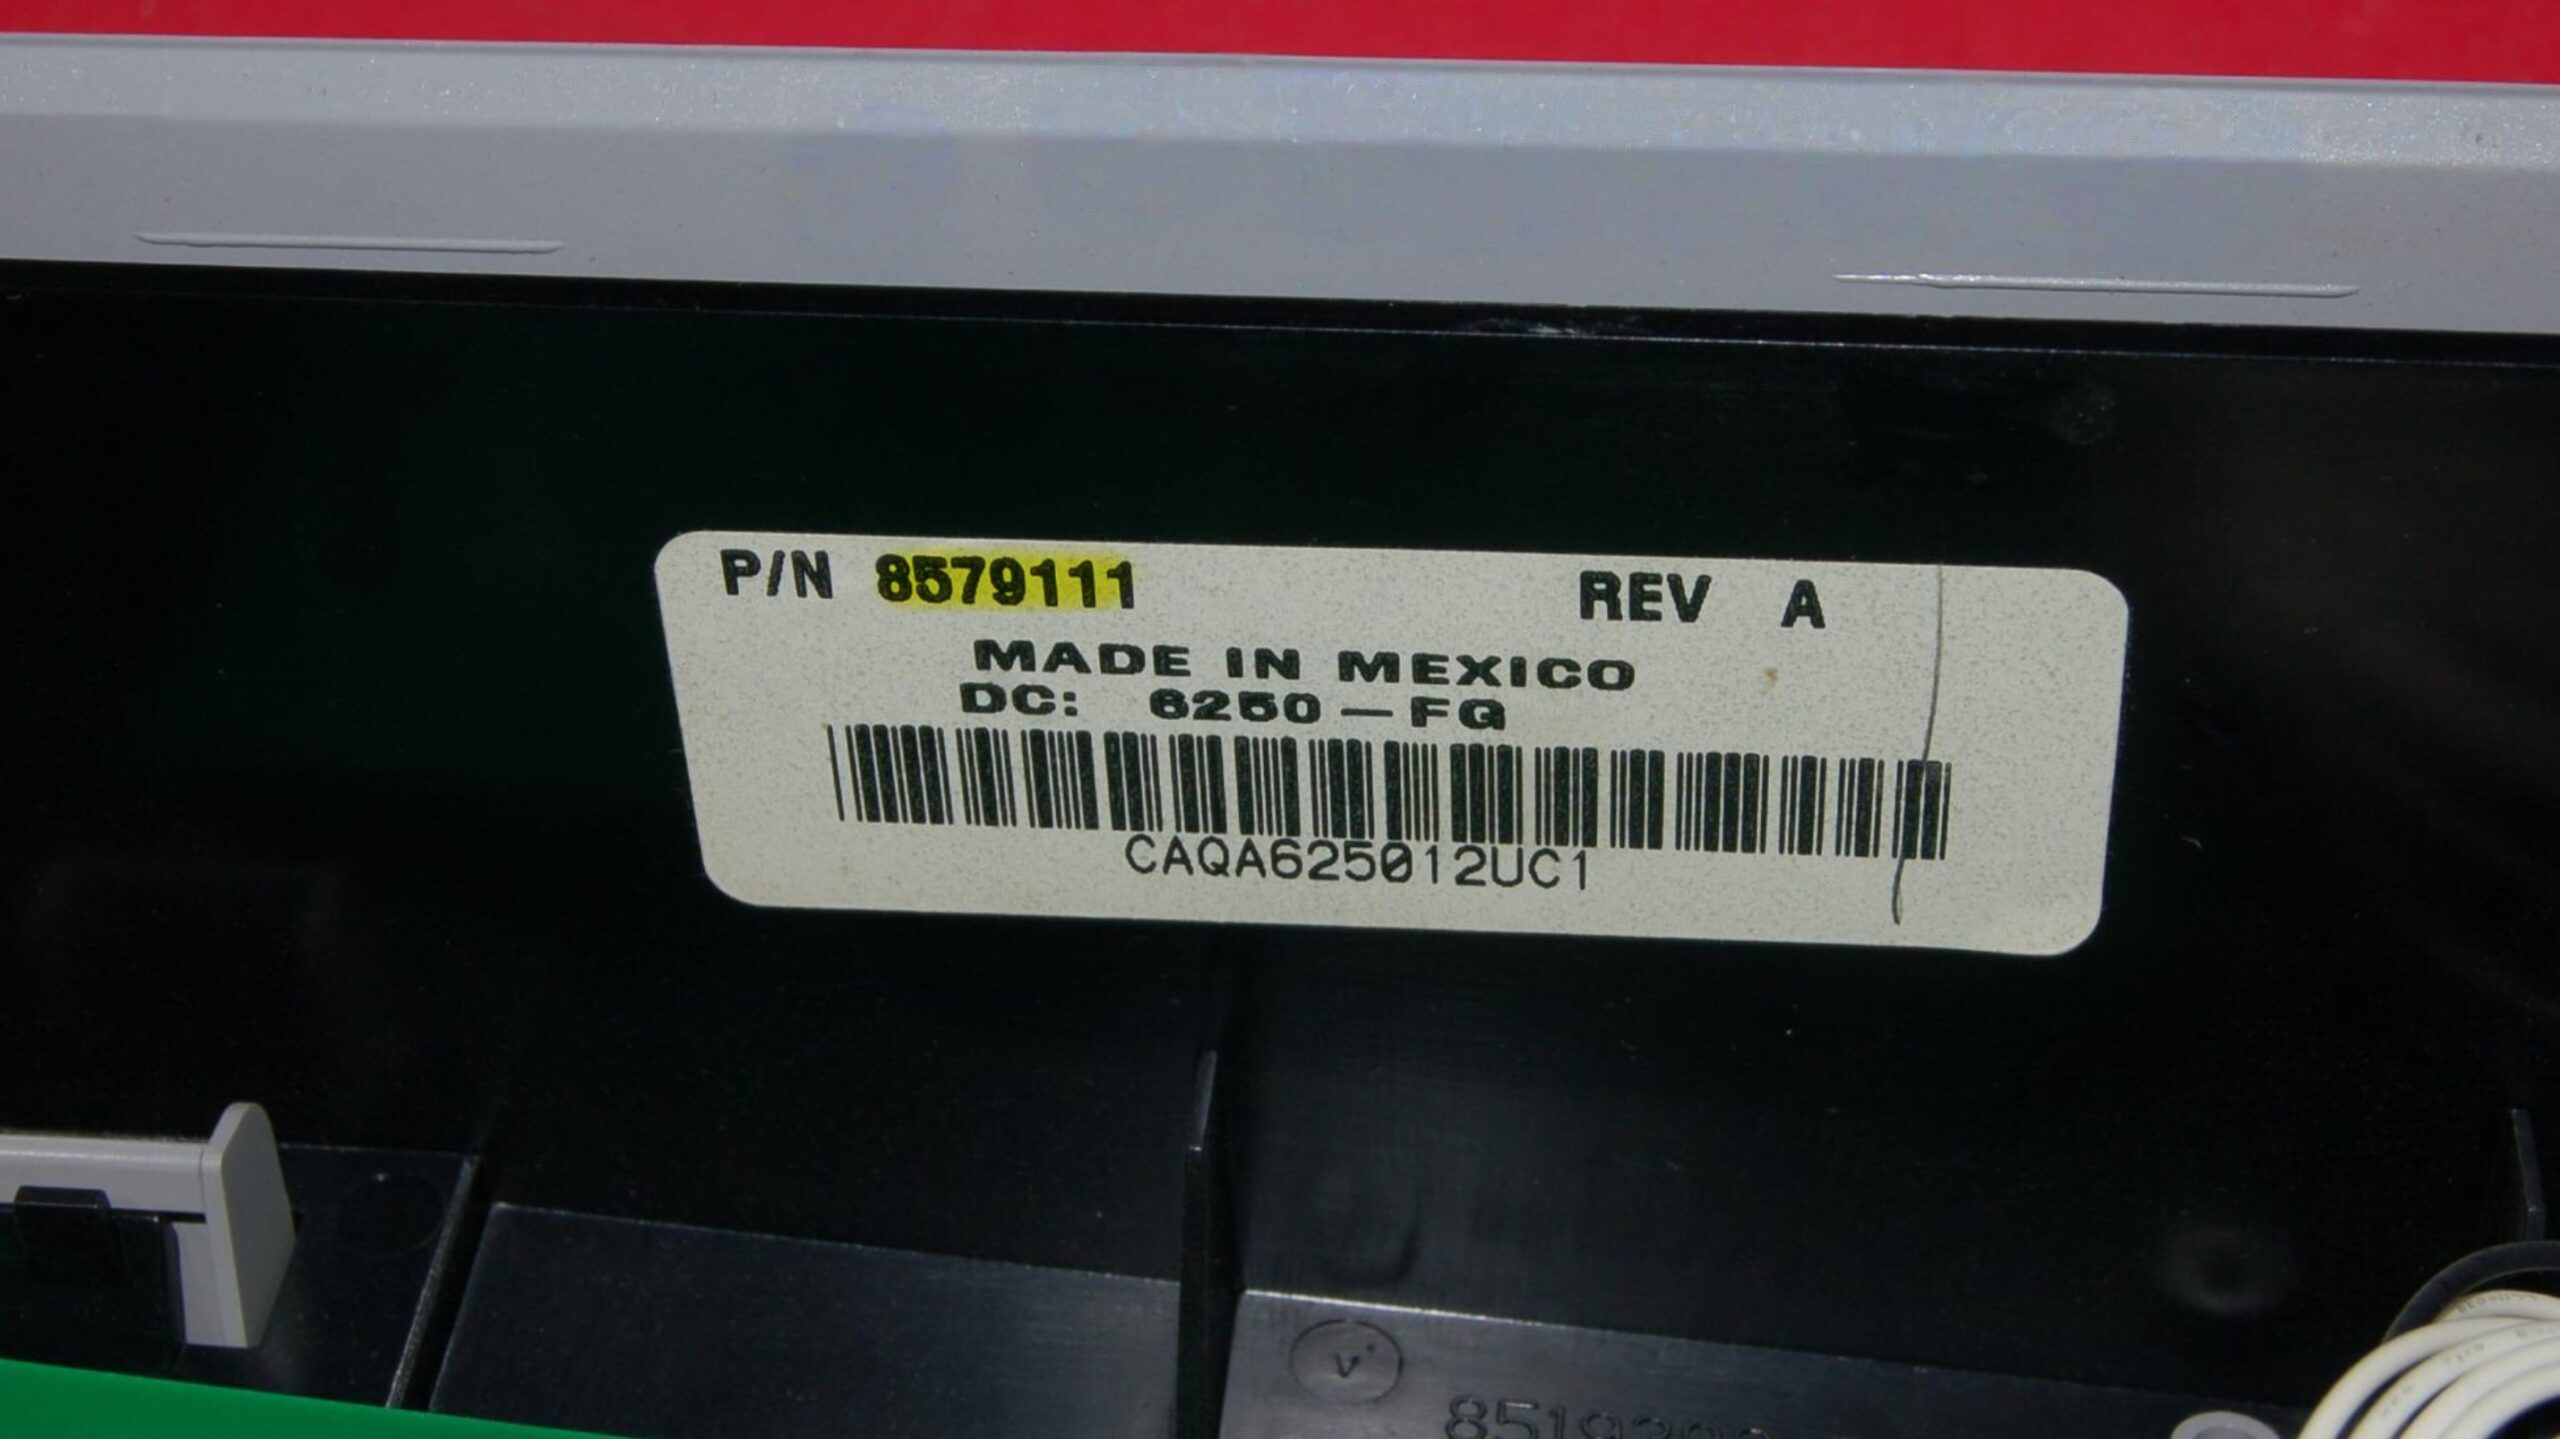 P/N 8579111 REV A
MADE IN MEXICO
DC: 6250-FG
CAQA625012UC1